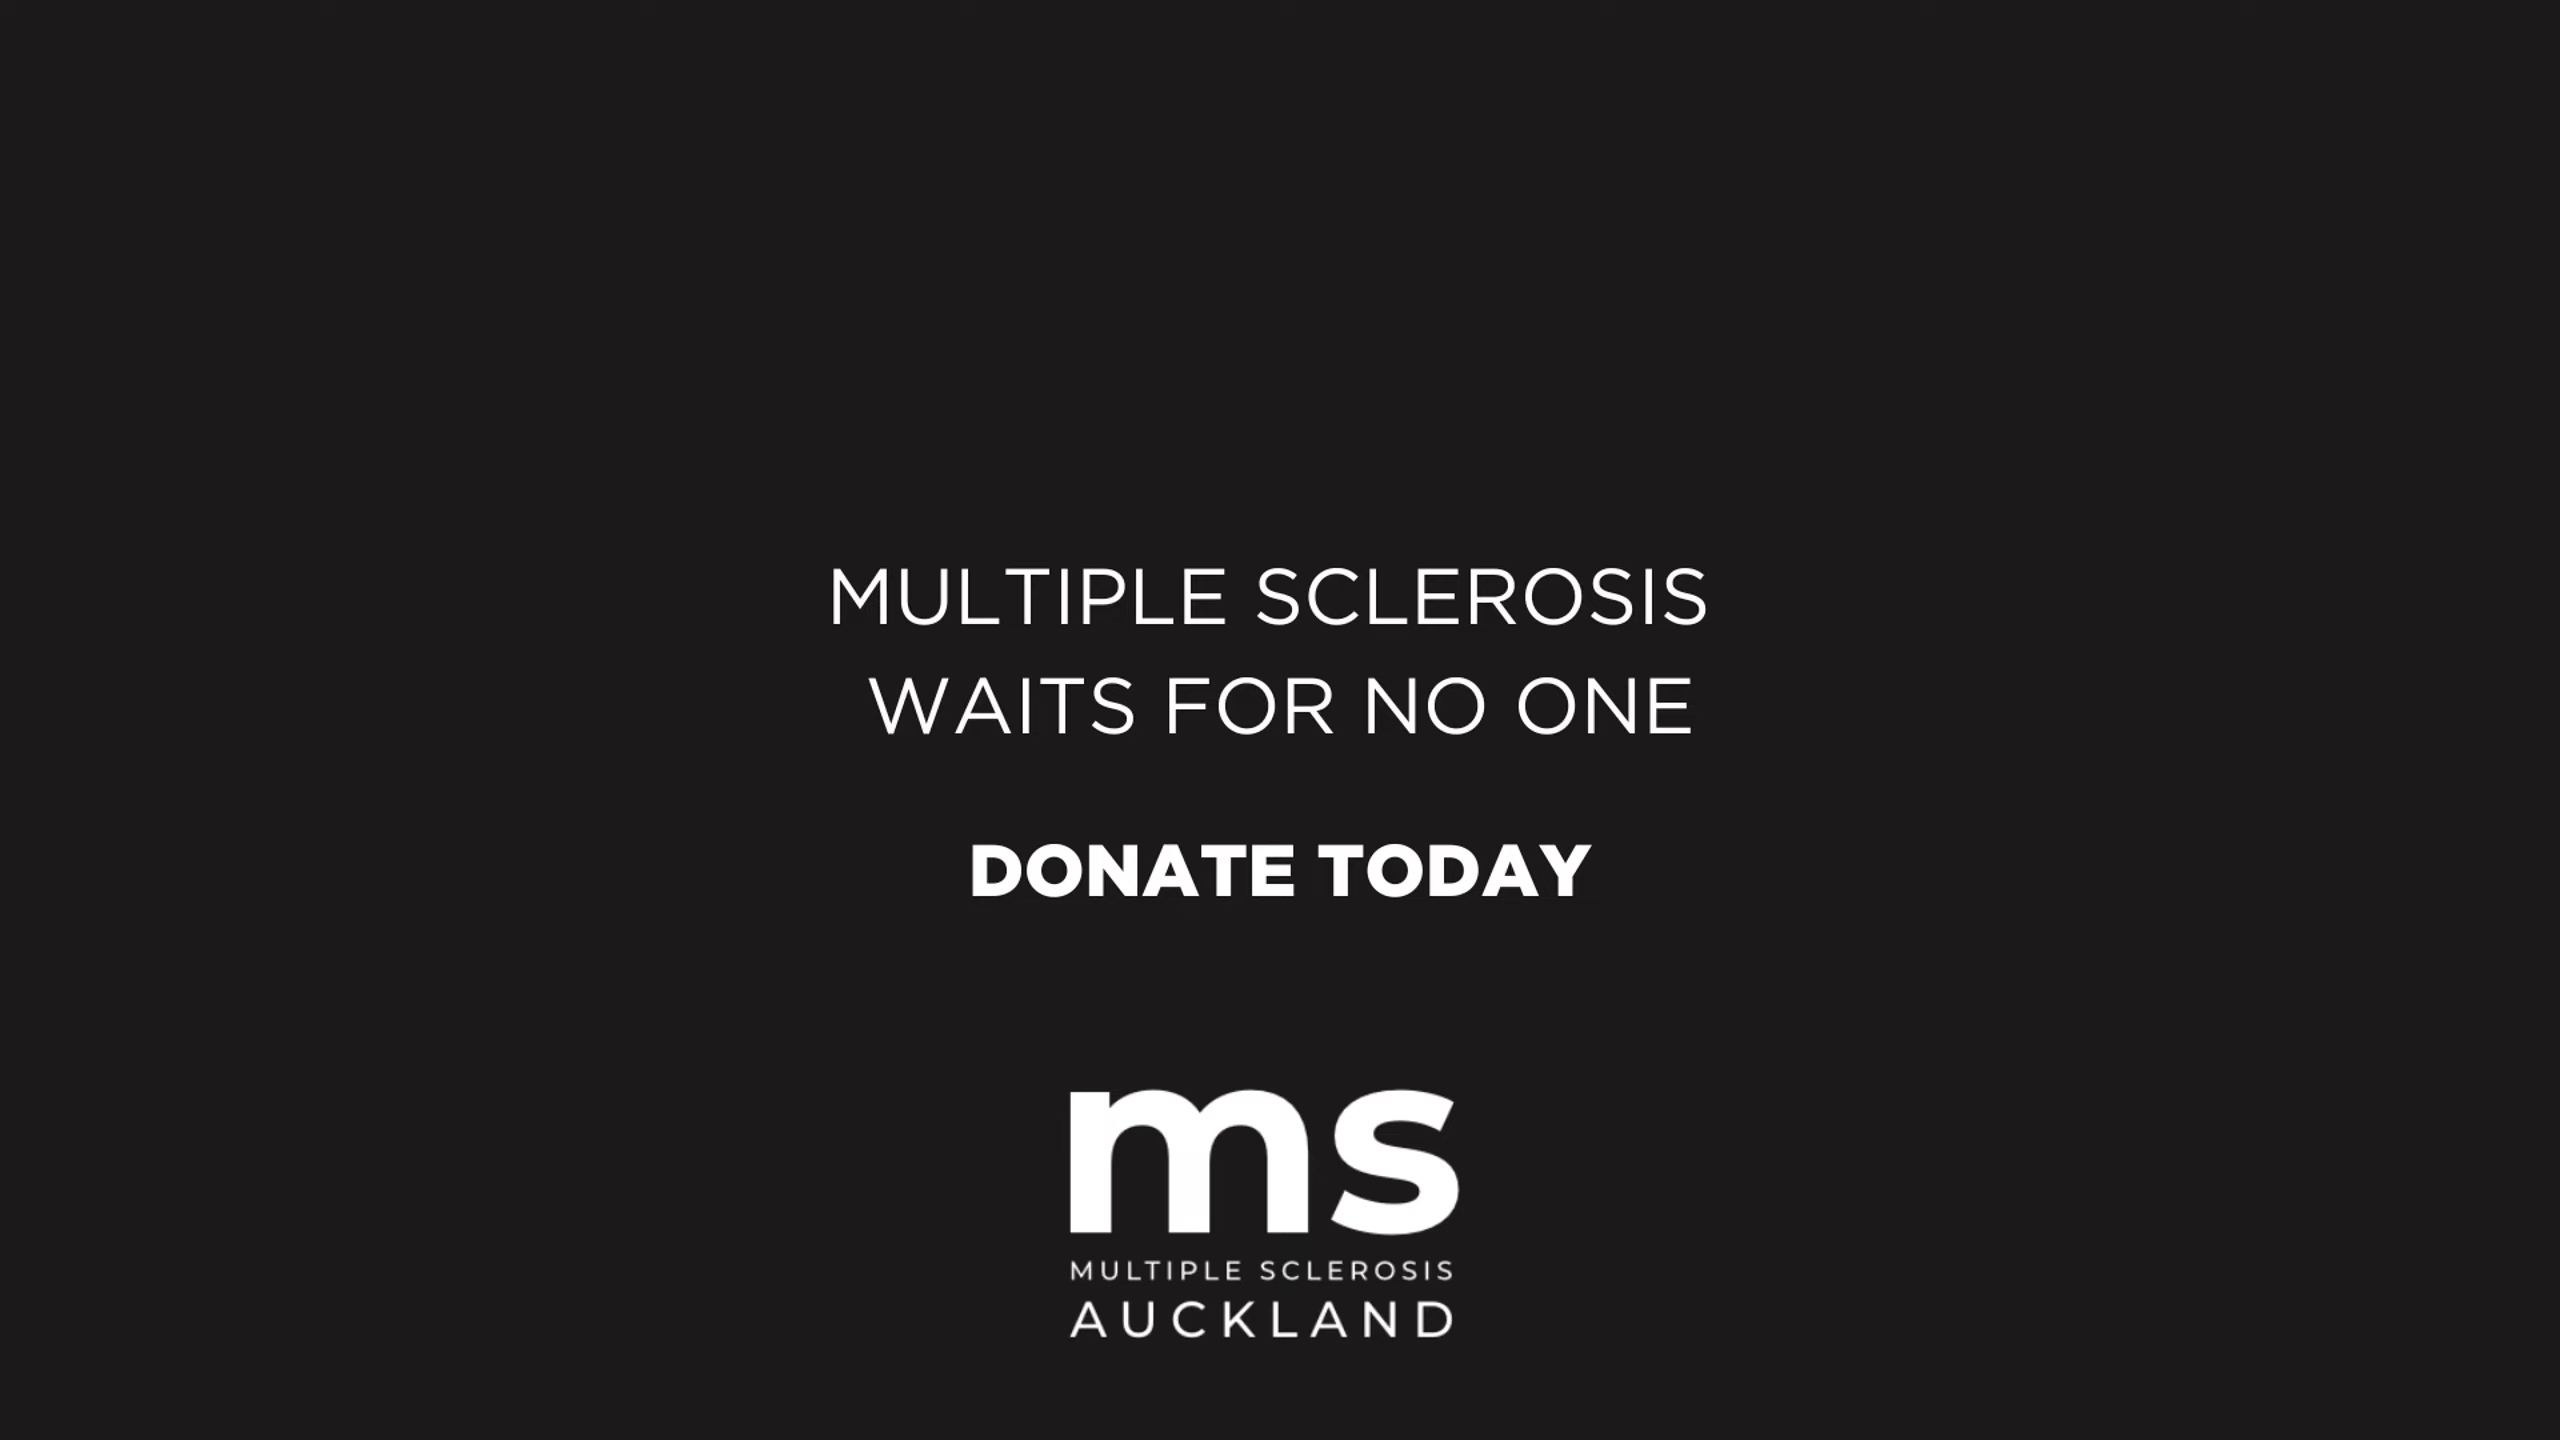 MULTIPLE SCLEROSIS
WAITS FOR NO ONE
DONATE TODAY
ms
MULTIPLE SCLEROSIS
AUCKLAND